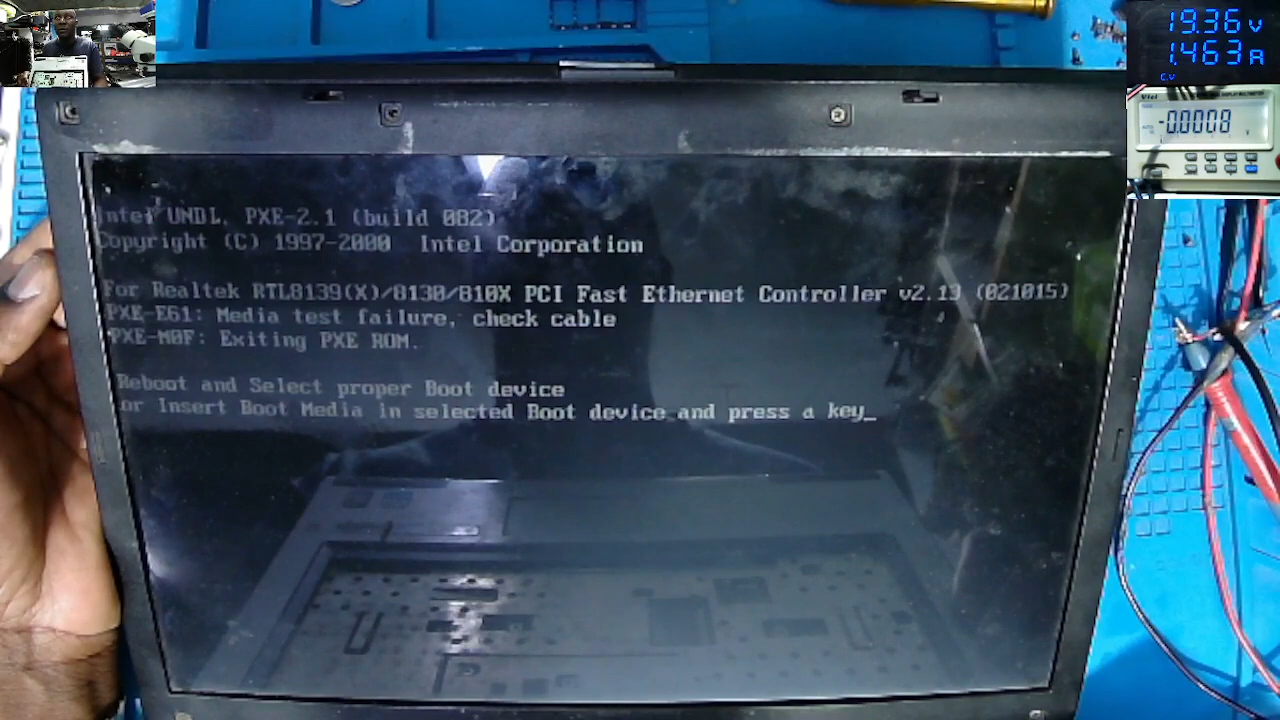 19.36 V
1.463 A
C.V
-0.0008
Intel UNDI, PXE-2.1 (build 082)
Copyright (C) 1997-2000 Intel Corporation
For Realtek RTL8139(X)/8130/810X PCI Fast Ethernet Controller v2.13 (021015)
PXE-E61: Media test failure, check cable
PXE-M0F: Exiting PXE ROM.
Reboot and Select proper Boot device
or Insert Boot Media in selected Boot device and press a key_